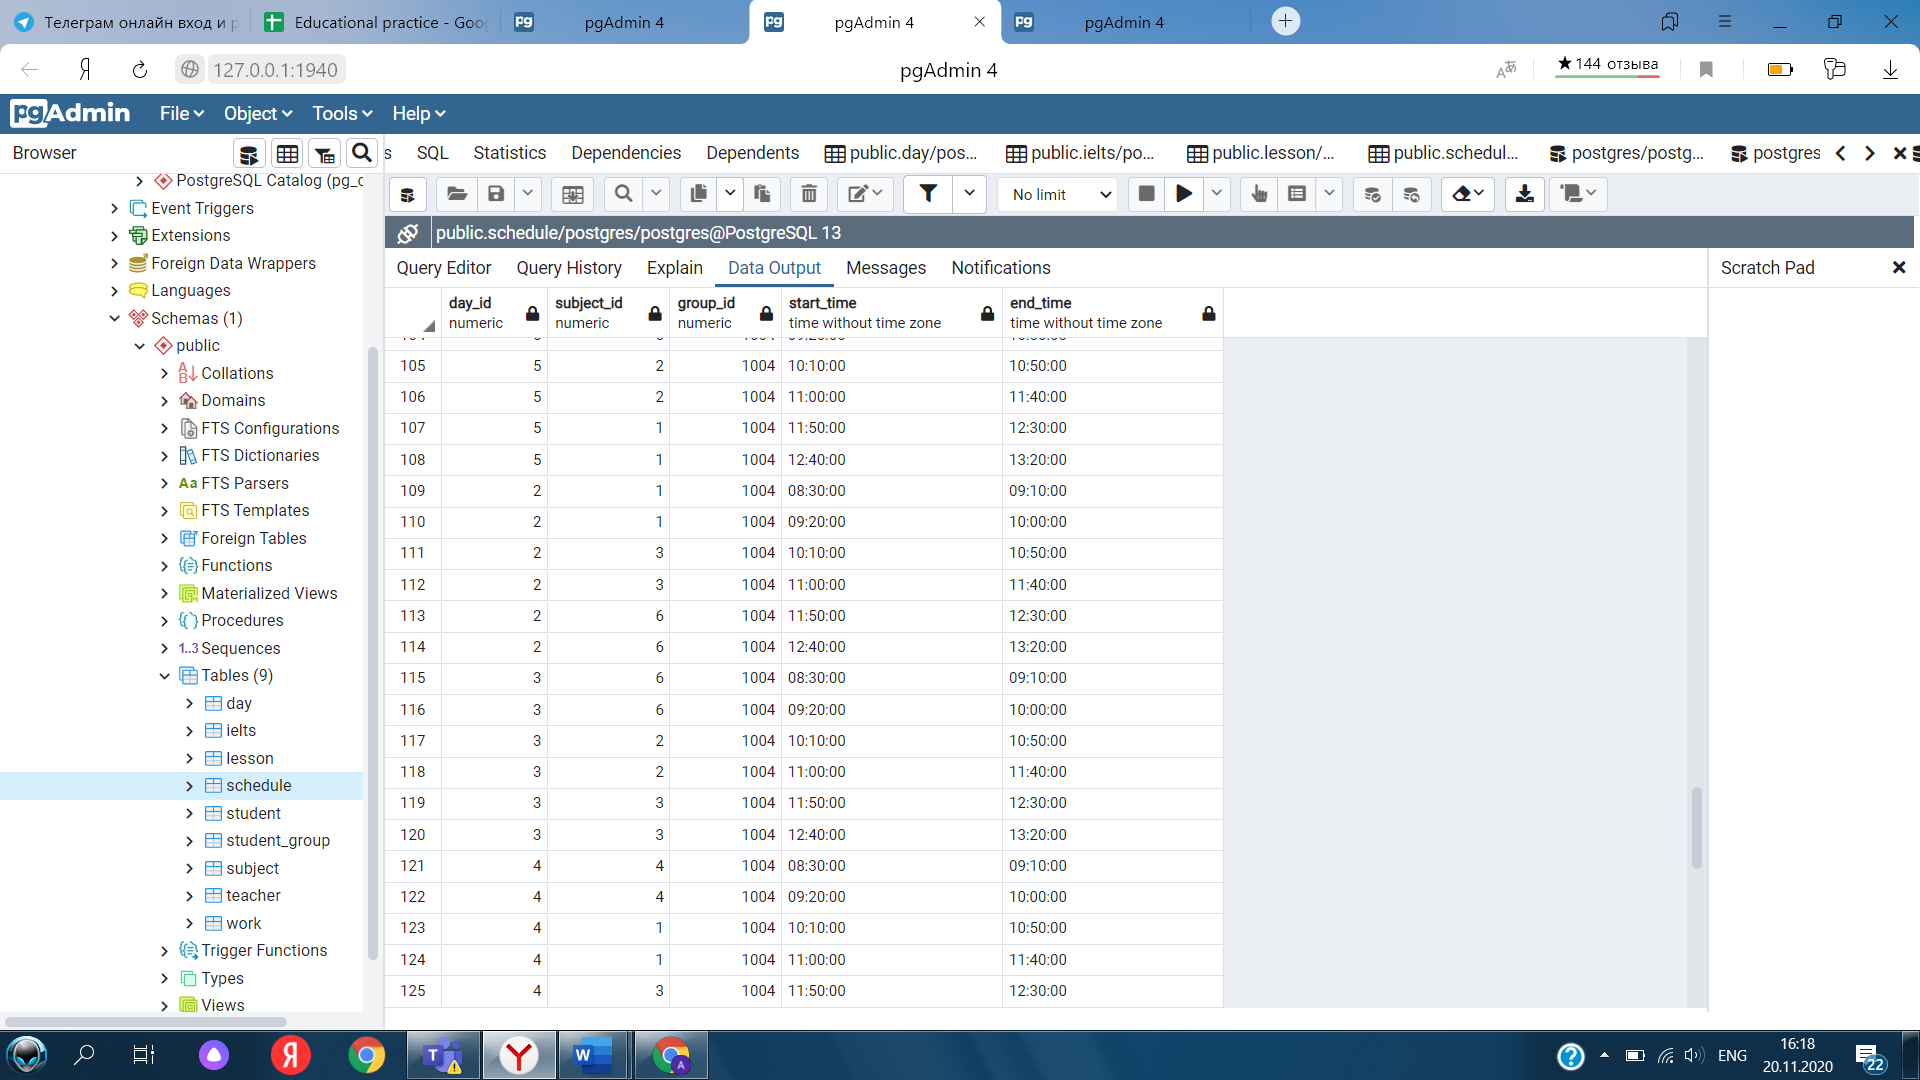 Телеграм онлайн вход и р
Educational practice - Goo
pgAdmin 4
pgAdmin 4
pgAdmin 4
127.0.0.1:1940
pgAdmin 4
★144 отзыва
pgAdmin
File
Object
Tools
Help
Browser
s
SQL
Statistics
Dependencies
Dependents
public.day/pos...
public.ielts/po...
public.lesson/...
public.schedul...
postgres/postg...
postgres
No limit
public.schedule/postgres/postgres@PostgreSQL 13
Query Editor
Query History
Explain
Data Output
Messages
Notifications
Scratch Pad
PostgreSQL Catalog (pg_c
Event Triggers
Extensions
Foreign Data Wrappers
Languages
Schemas (1)
public
Collations
Domains
FTS Configurations
FTS Dictionaries
Aa FTS Parsers
FTS Templates
Foreign Tables
Functions
Materialized Views
Procedures
1..3 Sequences
Tables (9)
day
ielts
lesson
schedule
student
student_group
subject
teacher
work
Trigger Functions
Types
Views
day_id subject_id group_id start_time end_time
numeric numeric numeric time without time zone time without time zone
105 5 2 1004 10:10:00 10:50:00
106 5 2 1004 11:00:00 11:40:00
107 5 1 1004 11:50:00 12:30:00
108 5 1 1004 12:40:00 13:20:00
109 2 1 1004 08:30:00 09:10:00
110 2 1 1004 09:20:00 10:00:00
111 2 3 1004 10:10:00 10:50:00
112 2 3 1004 11:00:00 11:40:00
113 2 6 1004 11:50:00 12:30:00
114 2 6 1004 12:40:00 13:20:00
115 3 6 1004 08:30:00 09:10:00
116 3 6 1004 09:20:00 10:00:00
117 3 2 1004 10:10:00 10:50:00
118 3 2 1004 11:00:00 11:40:00
119 3 3 1004 11:50:00 12:30:00
120 3 3 1004 12:40:00 13:20:00
121 4 4 1004 08:30:00 09:10:00
122 4 4 1004 09:20:00 10:00:00
123 4 1 1004 10:10:00 10:50:00
124 4 1 1004 11:00:00 11:40:00
125 4 3 1004 11:50:00 12:30:00
ENG
16:18
20.11.2020
22